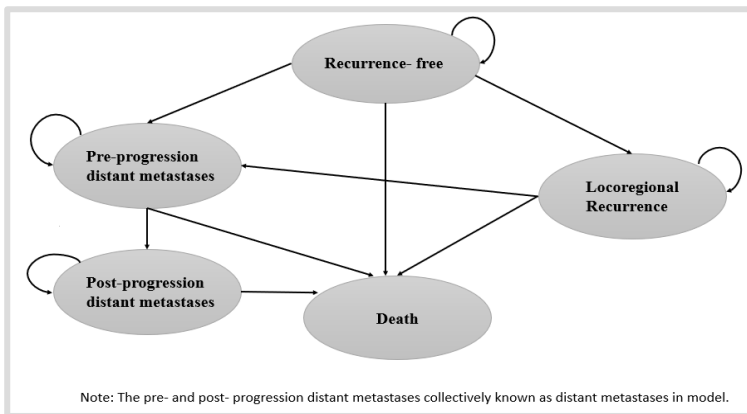 Recurrence- free
Pre-progression
distant metastases
Locoregional
Recurrence
Post-progression
distant metastases
Death
Note: The pre- and post- progression distant metastases collectively known as distant metastases in model.